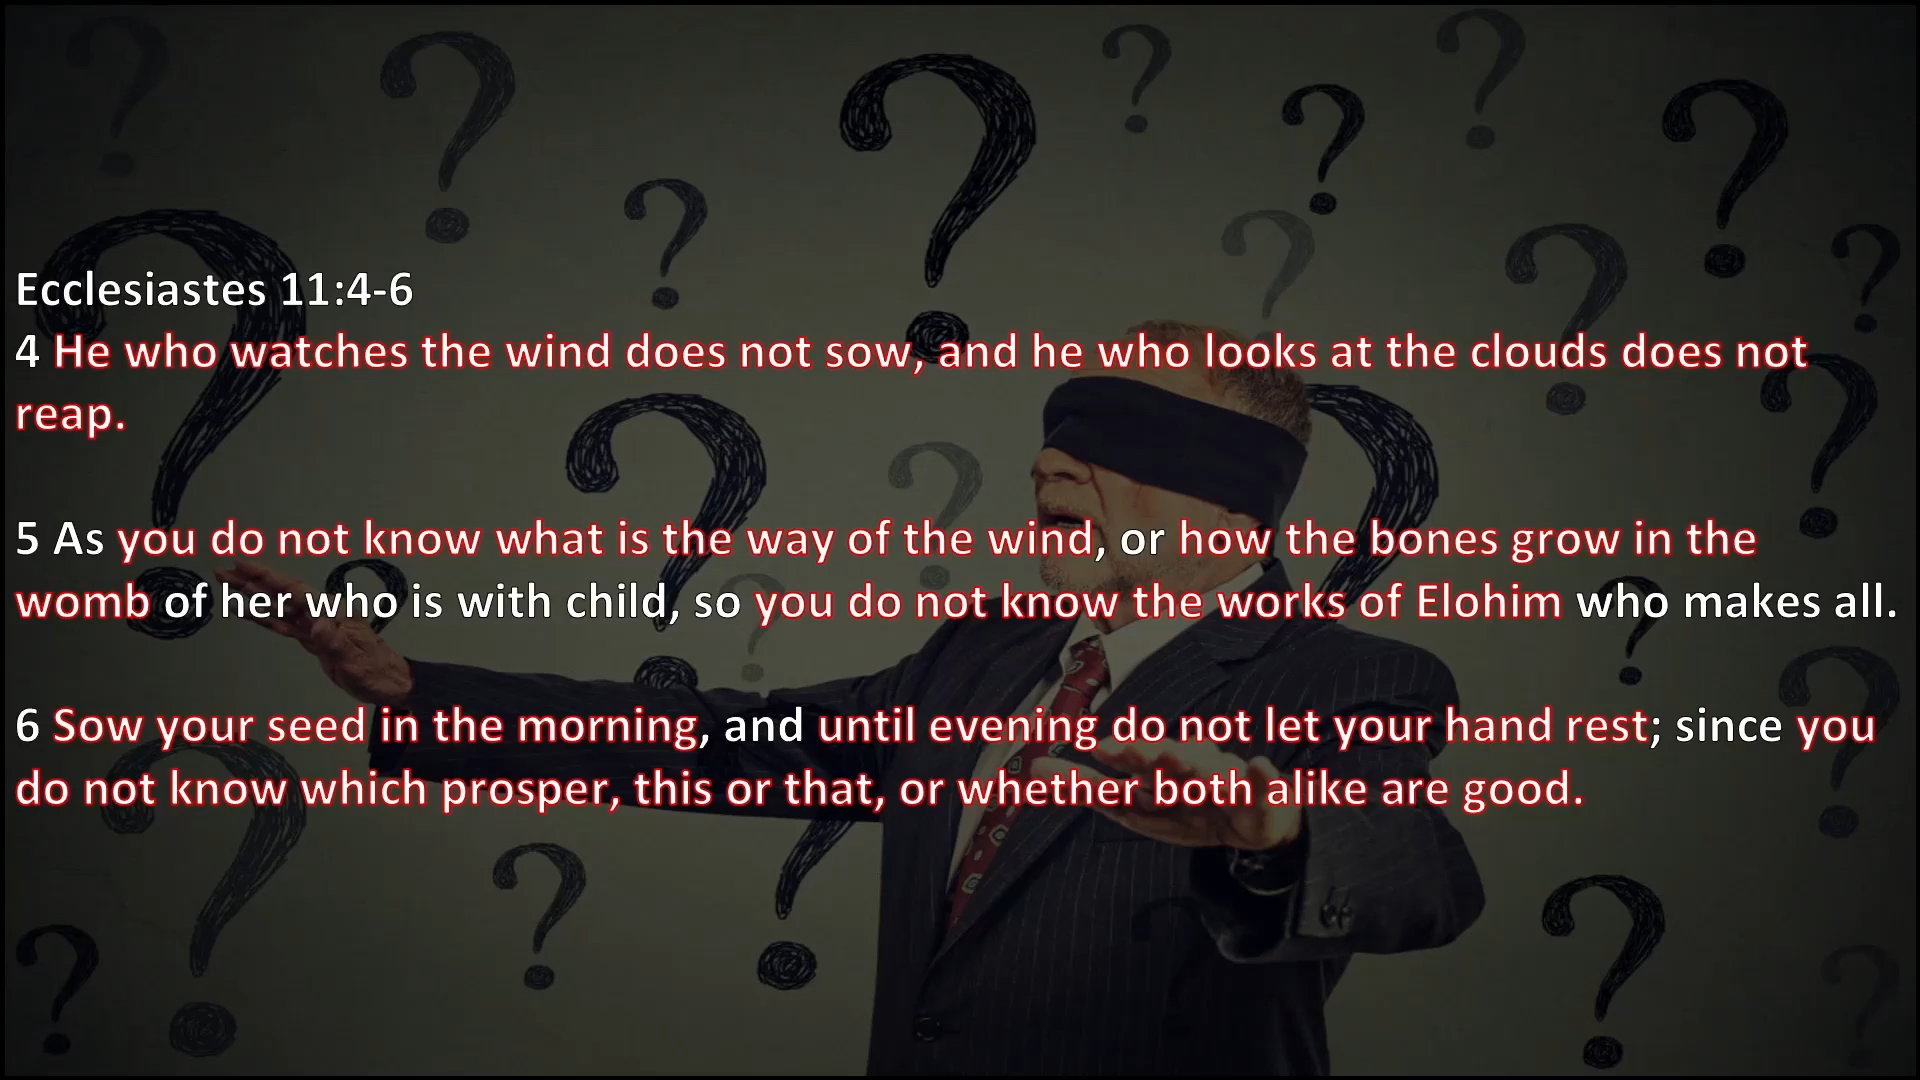 Ecclesiastes 11:4-6
4 He who watches the wind does not sow, and he who looks at the clouds does not
reap.
5 As you do not know what is the way of the wind, or how the bones grow in the
womb of her who is with child, so you do not know the works of Elohim who makes all.
6 Sow your seed in the morning, and until evening do not let your hand rest; since you
do not know which prosper, this or that, or whether both alike are good.